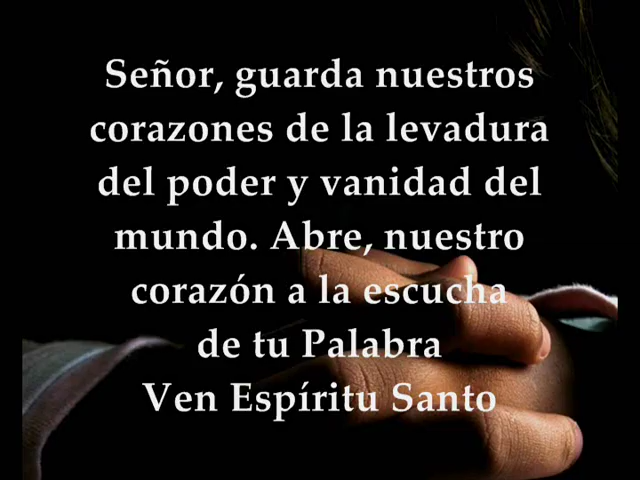 Señor, guarda nuestros
corazones de la levadura
del poder y vanidad del
mundo. Abre, nuestro
corazón a la escucha
de tu Palabra
Ven Espíritu Santo